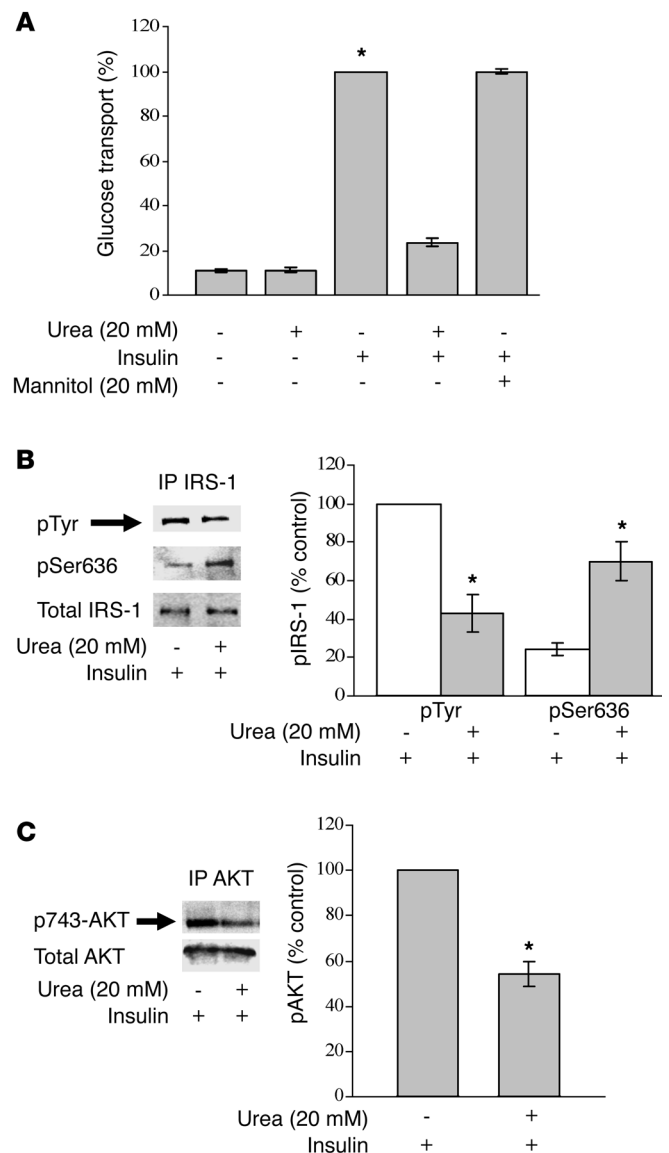 A
Glucose transport (%)
120
100
80
60
40
20
0
*
Urea (20 mM) - + - + -
Insulin - - + + +
Mannitol (20 mM) - - - - +
B
IP IRS-1
pTyr
pSer636
Total IRS-1
Urea (20 mM) - +
Insulin + +
pIRS-1 (% control)
120
100
80
60
40
20
0
*
*
pTyr pSer636
Urea (20 mM) - + - +
Insulin + + + +
C
IP AKT
p743-AKT
Total AKT
Urea (20 mM) - +
Insulin + +
pAKT (% control)
120
100
80
60
40
20
0
*
Urea (20 mM) - +
Insulin + +